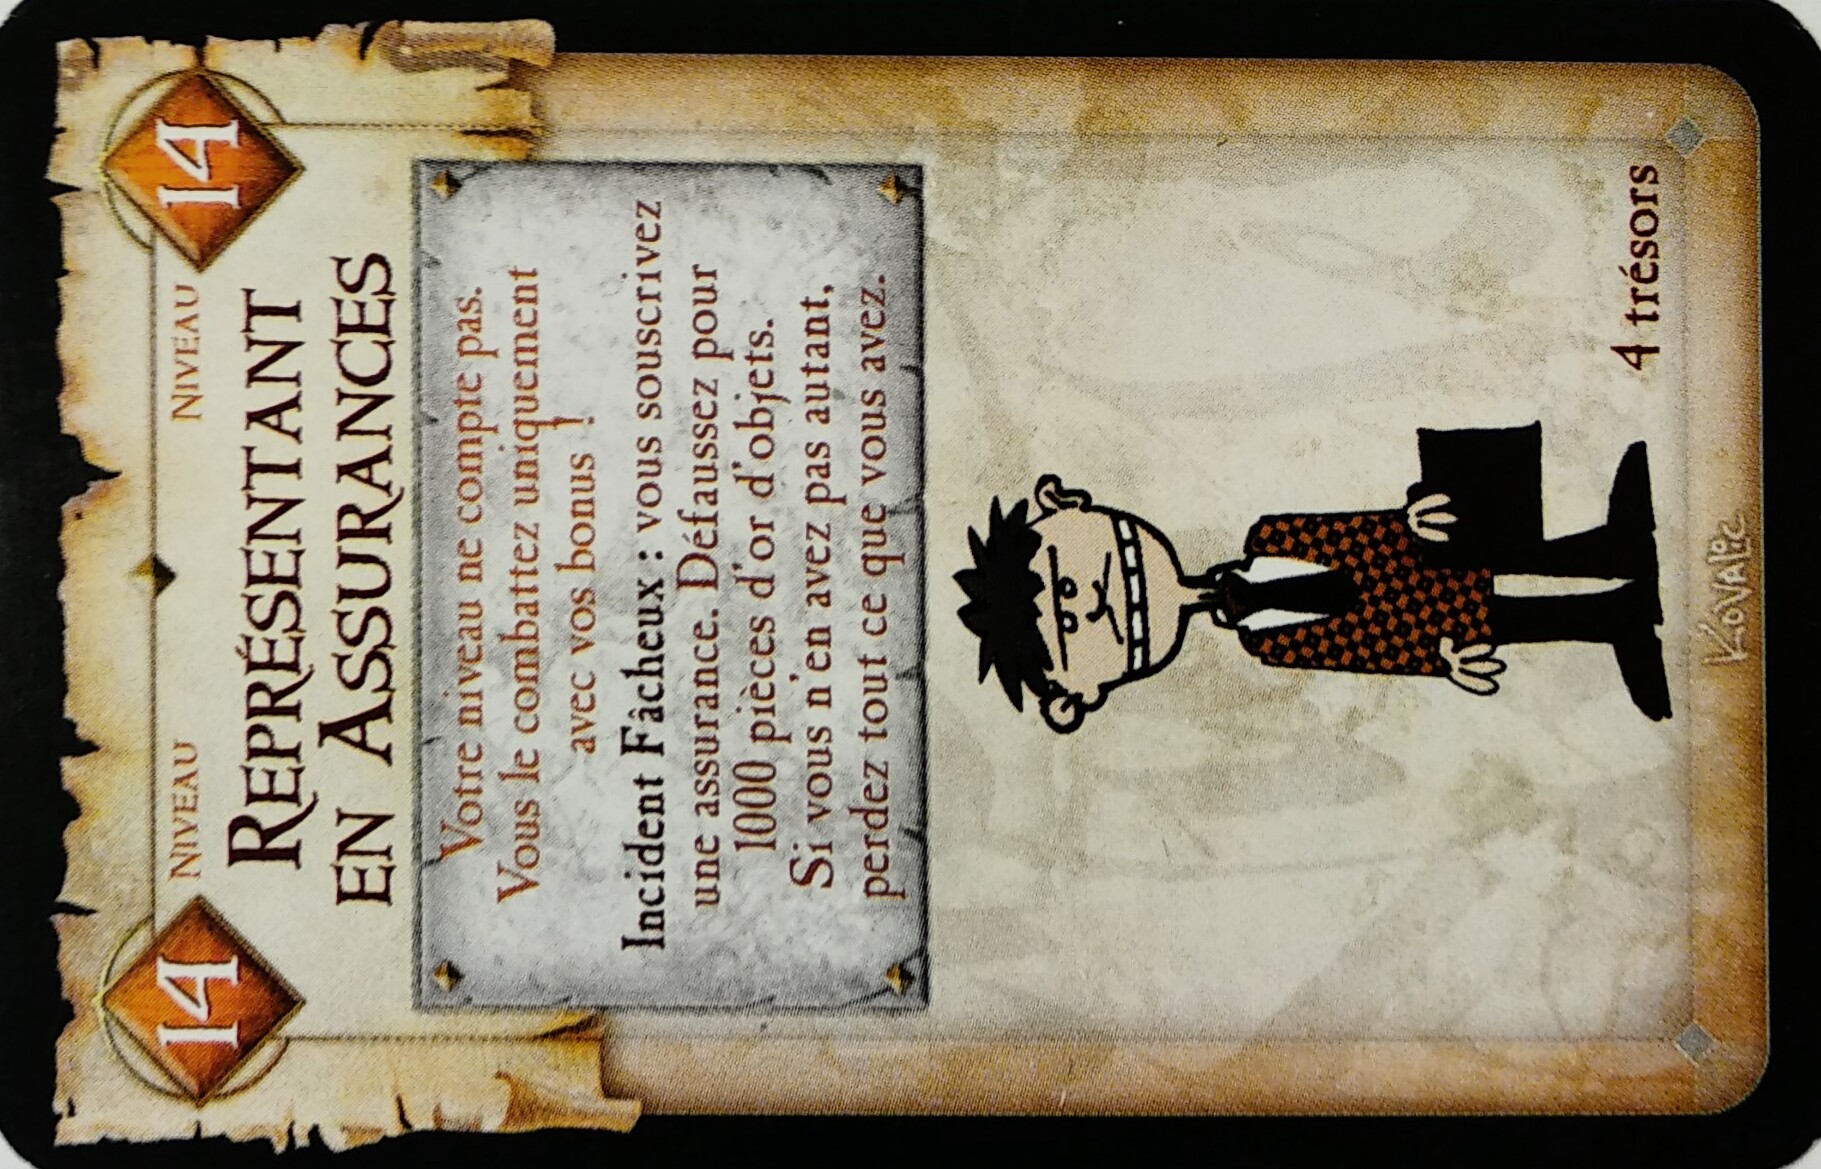 14 Niveau Niveau 14
Représentant
en Assurances
Votre niveau ne compte pas.
Vous le combattez uniquement
avec vos bonus !
Incident Fâcheux : vous souscrivez
une assurance. Défaussez pour
1000 pièces d'or d'objets.
Si vous n'en avez pas autant,
perdez tout ce que vous avez.
4 trésors
Kovalic